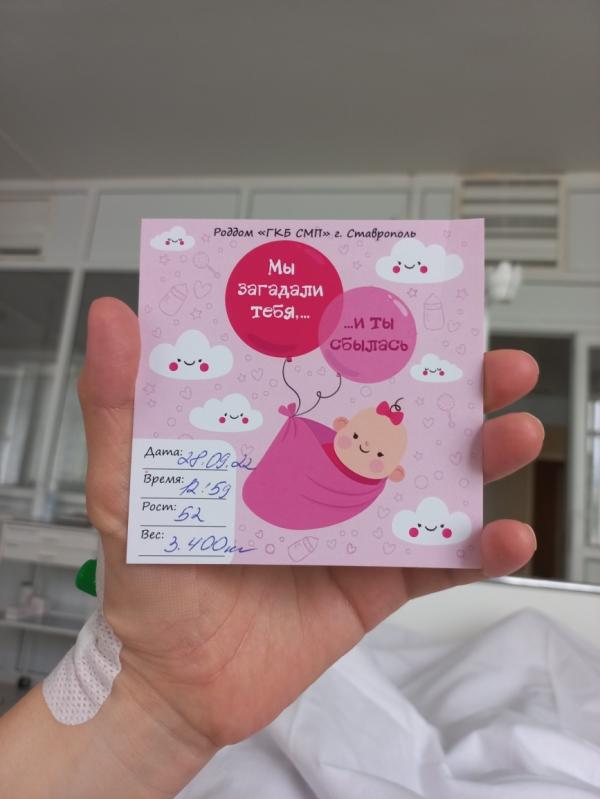 Роддом «ГКБ СМП» г. Ставрополь
Мы
загадали
тебя,...
...и ты
сбылась
Дата: 28.09.22
Время: 12:59
Рост: 52
Вес: 3.400кг